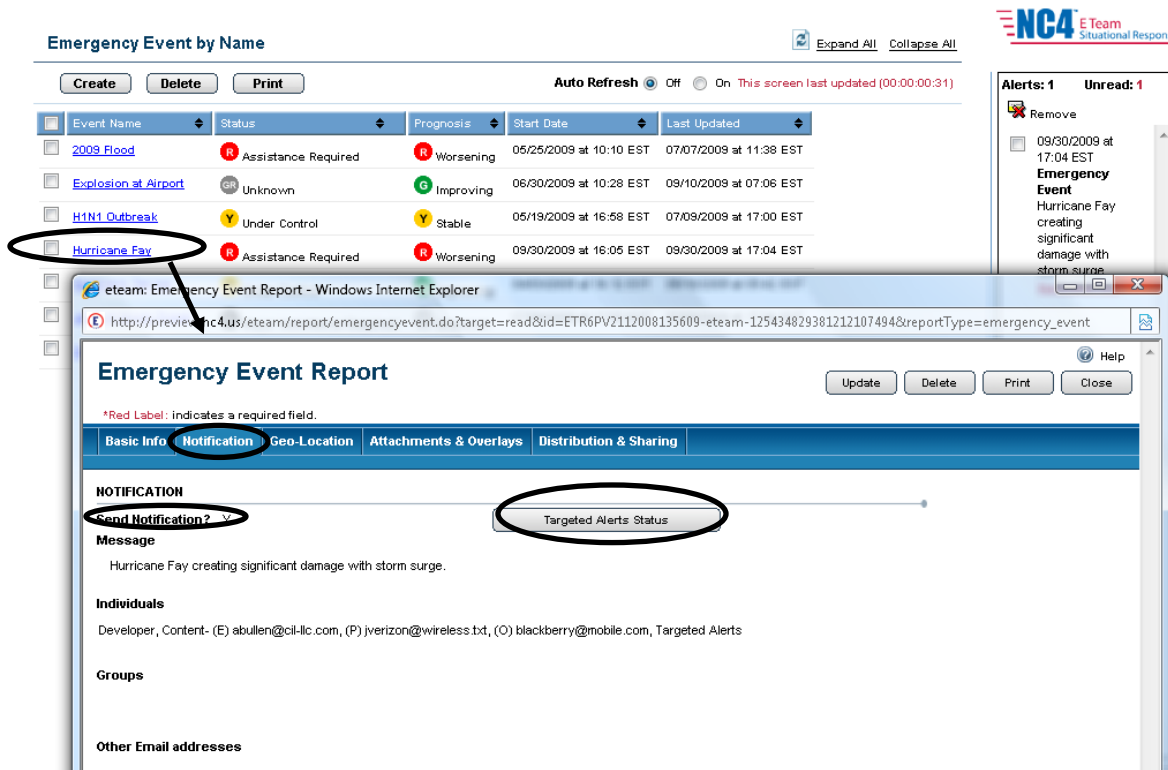 NC4 E Team
Situational Respon
Emergency Event by Name
Expand All Collapse All
Create Delete Print
Auto Refresh Off On This screen last updated (00:00:00:31)
Alerts: 1 Unread: 1
Remove
Event Name Status Prognosis Start Date Last Updated
2009 Flood R Assistance Required R Worsening 05/25/2009 at 10:10 EST 07/07/2009 at 11:38 EST
Explosion at Airport GR Unknown G Improving 06/30/2009 at 10:28 EST 09/10/2009 at 07:06 EST
H1N1 Outbreak Y Under Control Y Stable 05/19/2009 at 16:58 EST 07/09/2009 at 17:00 EST
Hurricane Fay R Assistance Required R Worsening 09/30/2009 at 16:05 EST 09/30/2009 at 17:04 EST
09/30/2009 at
17:04 EST
Emergency
Event
Hurricane Fay
creating
significant
damage with
storm surge
eteam: Emergency Event Report - Windows Internet Explorer
http://preview.nc4.us/eteam/report/emergencyevent.do?target=read&id=ETR6PV2112008135609-eteam-125434829381212107494&reportType=emergency_event
Help
Emergency Event Report
Update Delete Print Close
*Red Label: indicates a required field.
Basic Info Notification Geo-Location Attachments & Overlays Distribution & Sharing
NOTIFICATION
Send Notification? Y
Targeted Alerts Status
Message
Hurricane Fay creating significant damage with storm surge.
Individuals
Developer, Content- (E) abullen@cil-llc.com, (P) jverizon@wireless.txt, (O) blackberry@mobile.com, Targeted Alerts
Groups
Other Email addresses